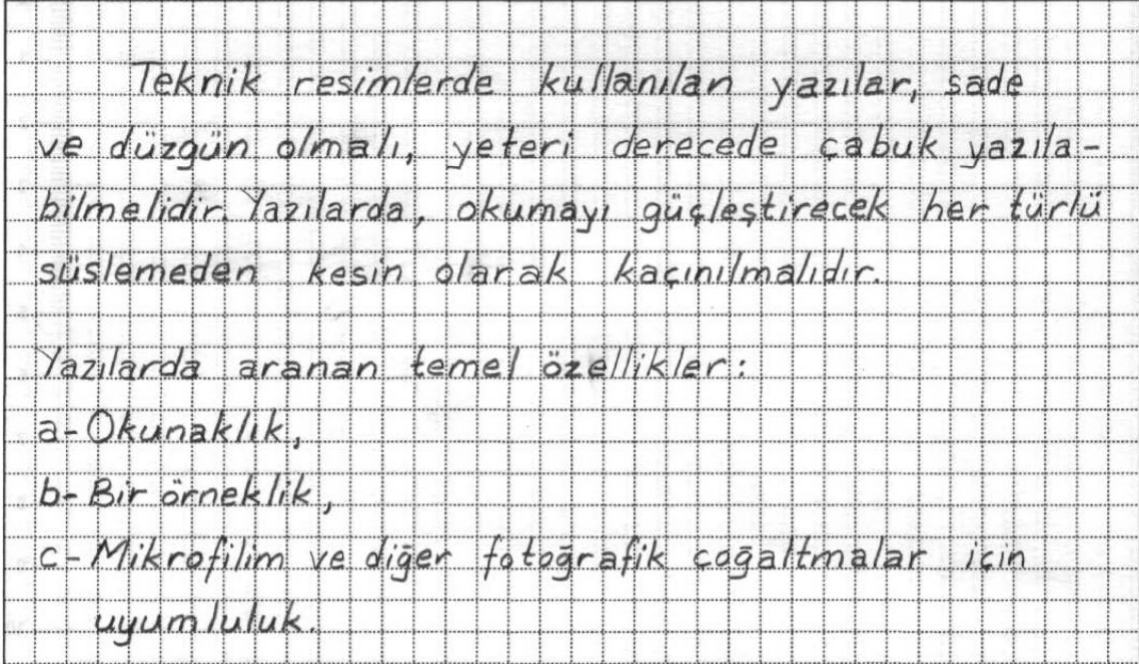 Teknik resimlerde kullanılan yazılar, sade
ve düzgün olmalı, yeteri derecede çabuk yazıla-
bilmelidir. Yazılarda, okumayı güçleştirecek her türlü
süslemeden kesin olarak kaçınılmalıdır.
Yazılarda aranan temel özellikler:
a- Okunaklık,
b- Bir örneklik,
c- Mikrofilim ve diğer fotoğrafik çoğaltmalar için
uyumluluk.